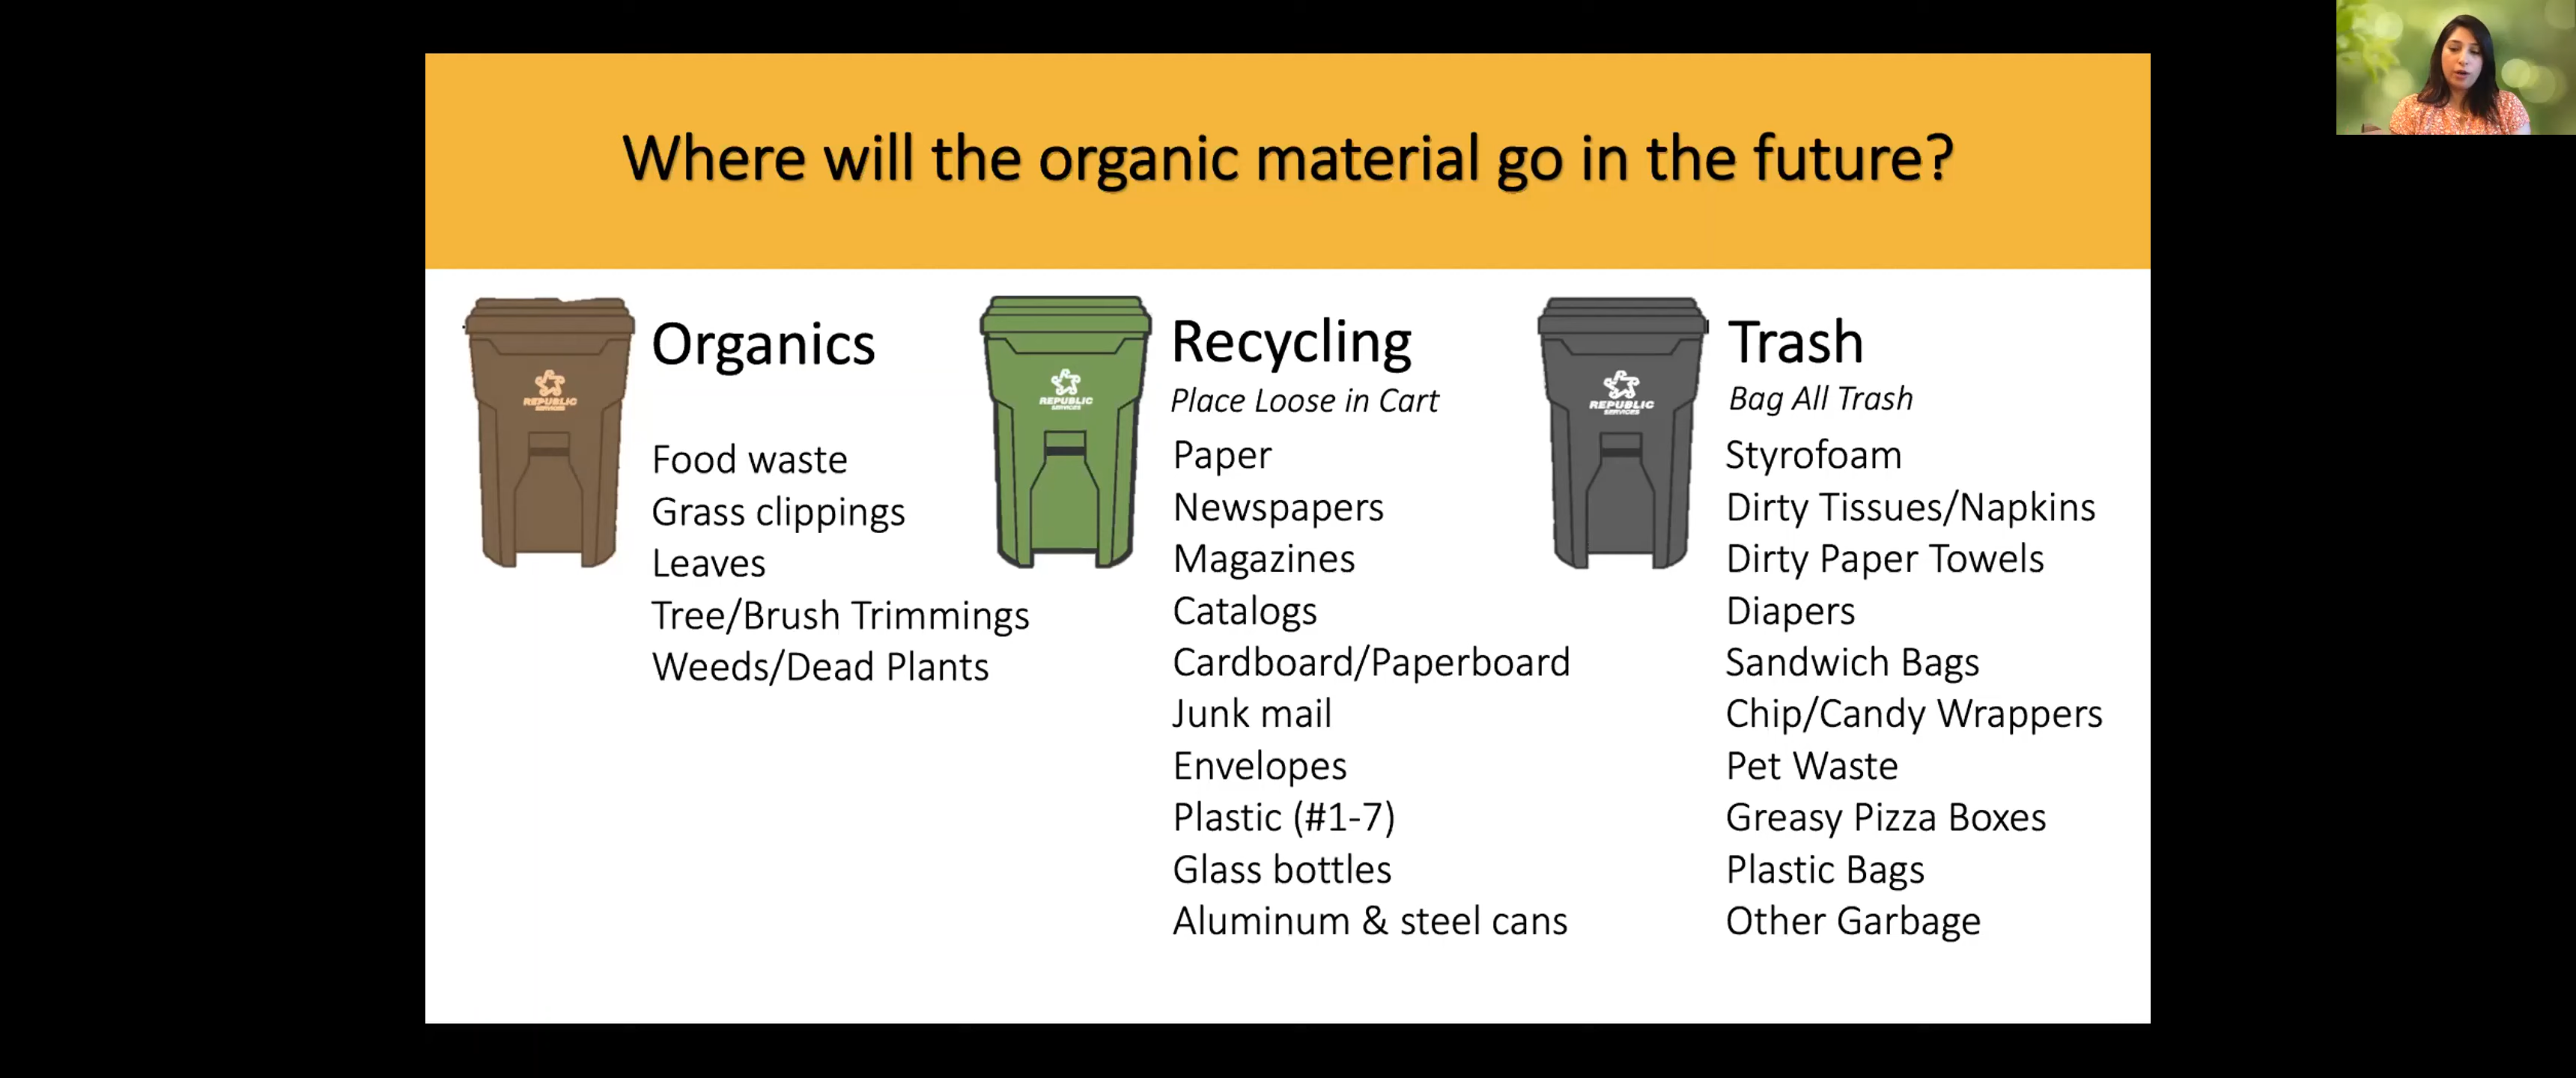 Where will the organic material go in the future?
REPUBLIC
SERVICES
Organics
Food waste
Grass clippings
Leaves
Tree/Brush Trimmings
Weeds/Dead Plants
REPUBLIC
SERVICES
Recycling
Place Loose in Cart
Paper
Newspapers
Magazines
Catalogs
Cardboard/Paperboard
Junk mail
Envelopes
Plastic (#1-7)
Glass bottles
Aluminum & steel cans
REPUBLIC
SERVICES
Trash
Bag All Trash
Styrofoam
Dirty Tissues/Napkins
Dirty Paper Towels
Diapers
Sandwich Bags
Chip/Candy Wrappers
Pet Waste
Greasy Pizza Boxes
Plastic Bags
Other Garbage